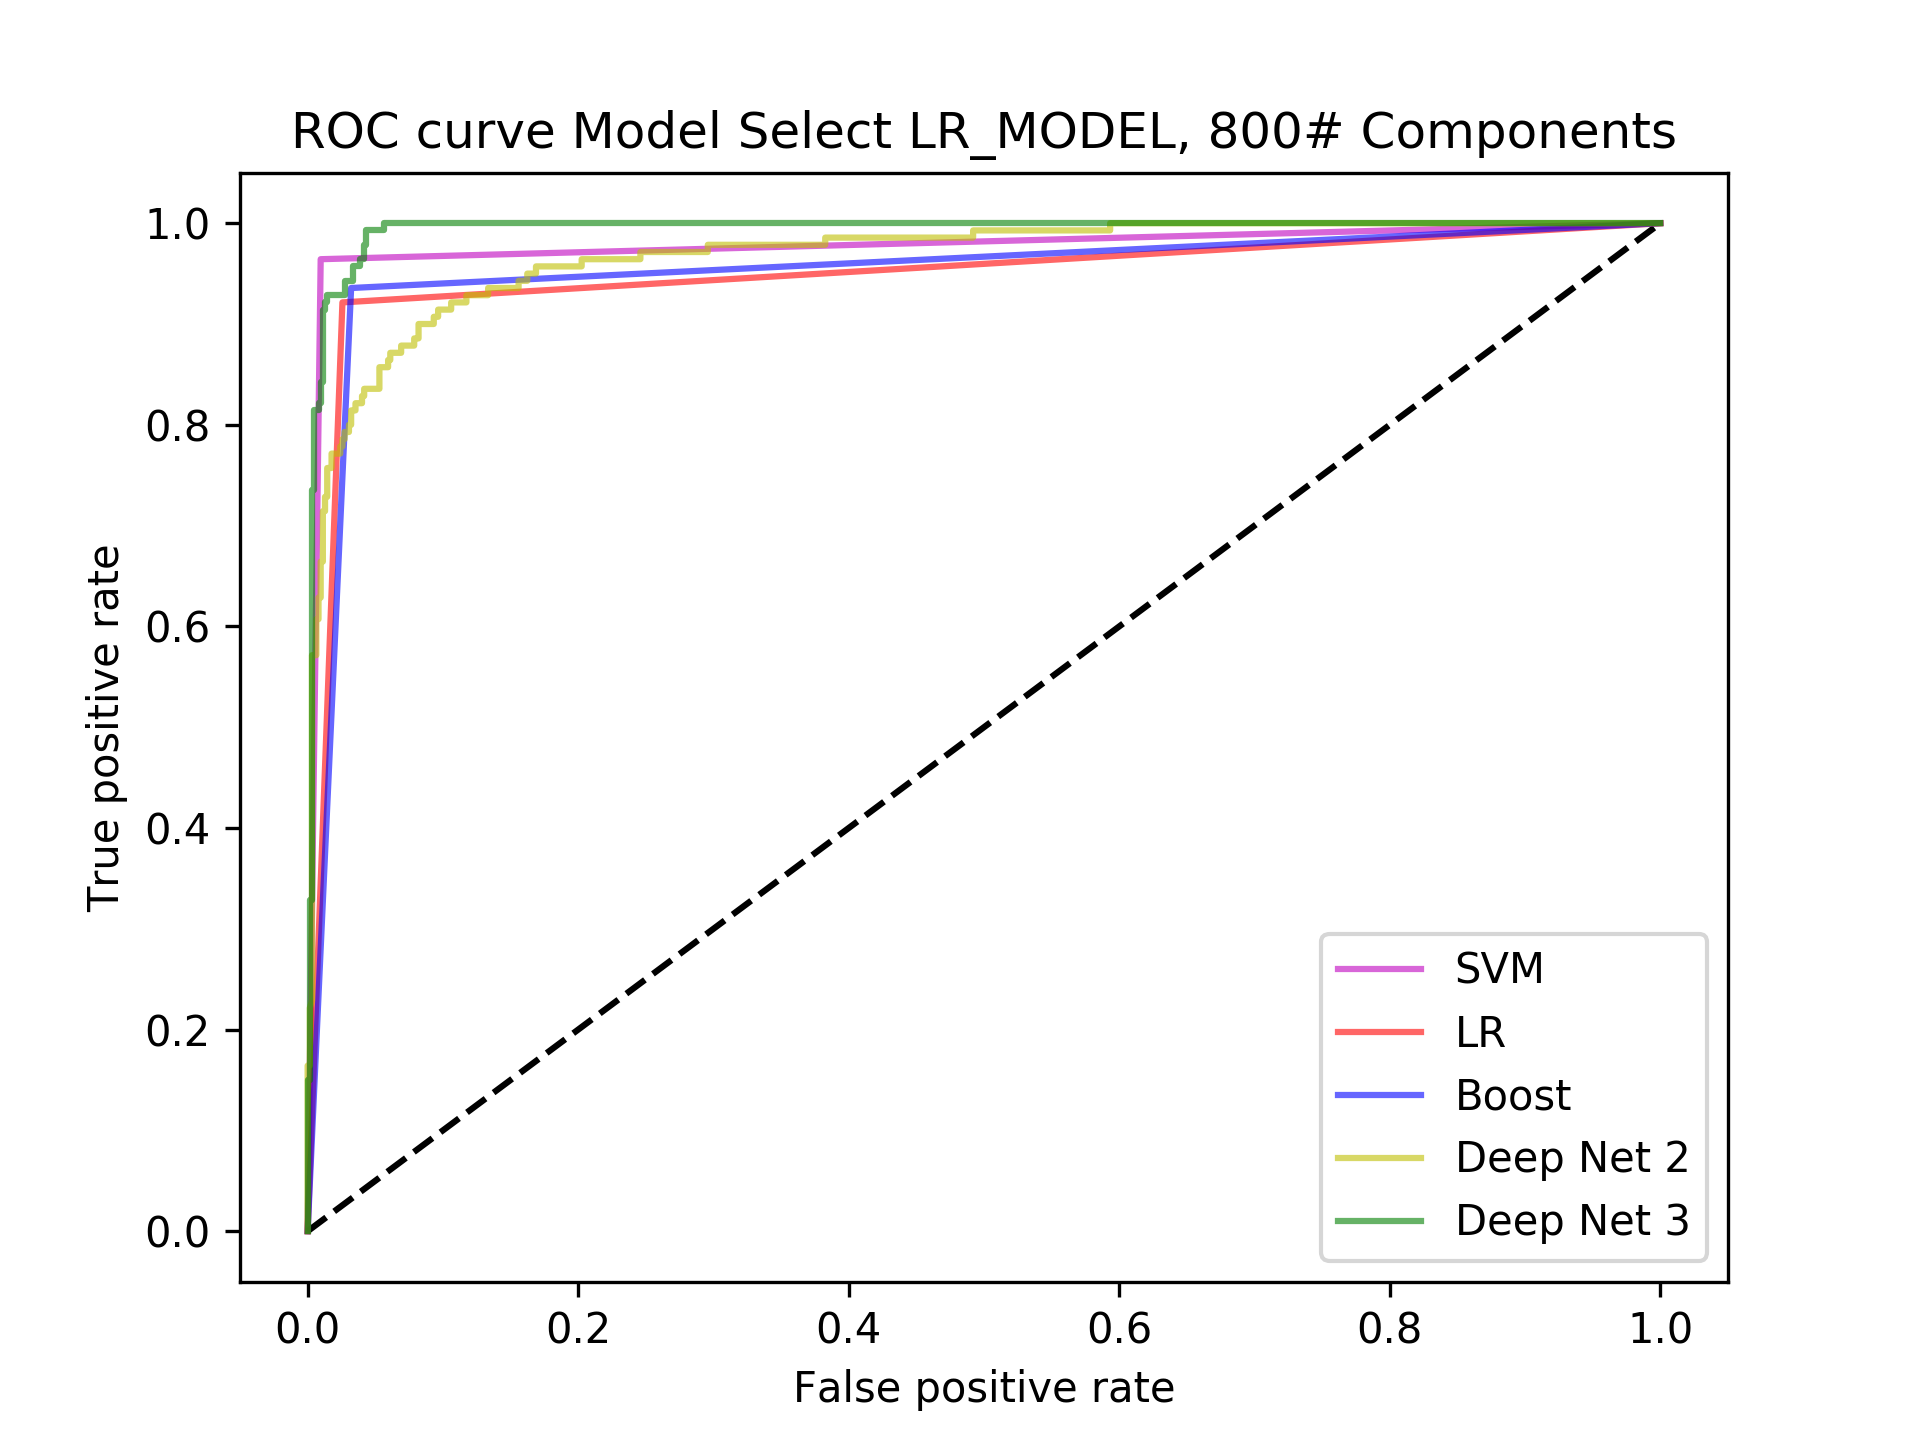 ROC curve Model Select LR_MODEL, 800# Components
True positive rate
1.0
0.8
0.6
0.4
0.2
0.0
0.0 0.2 0.4 0.6 0.8 1.0
False positive rate
SVM
LR
Boost
Deep Net 2
Deep Net 3